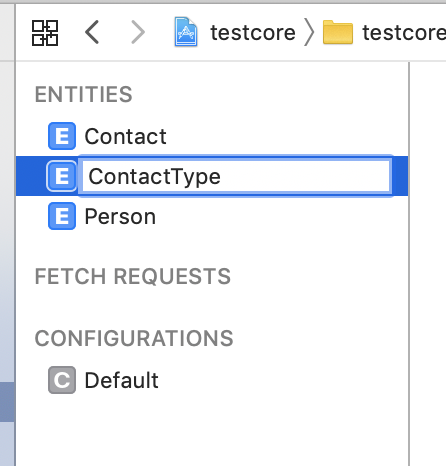 testcore testcore
ENTITIES
E Contact
E ContactType
E Person
FETCH REQUESTS
CONFIGURATIONS
C Default